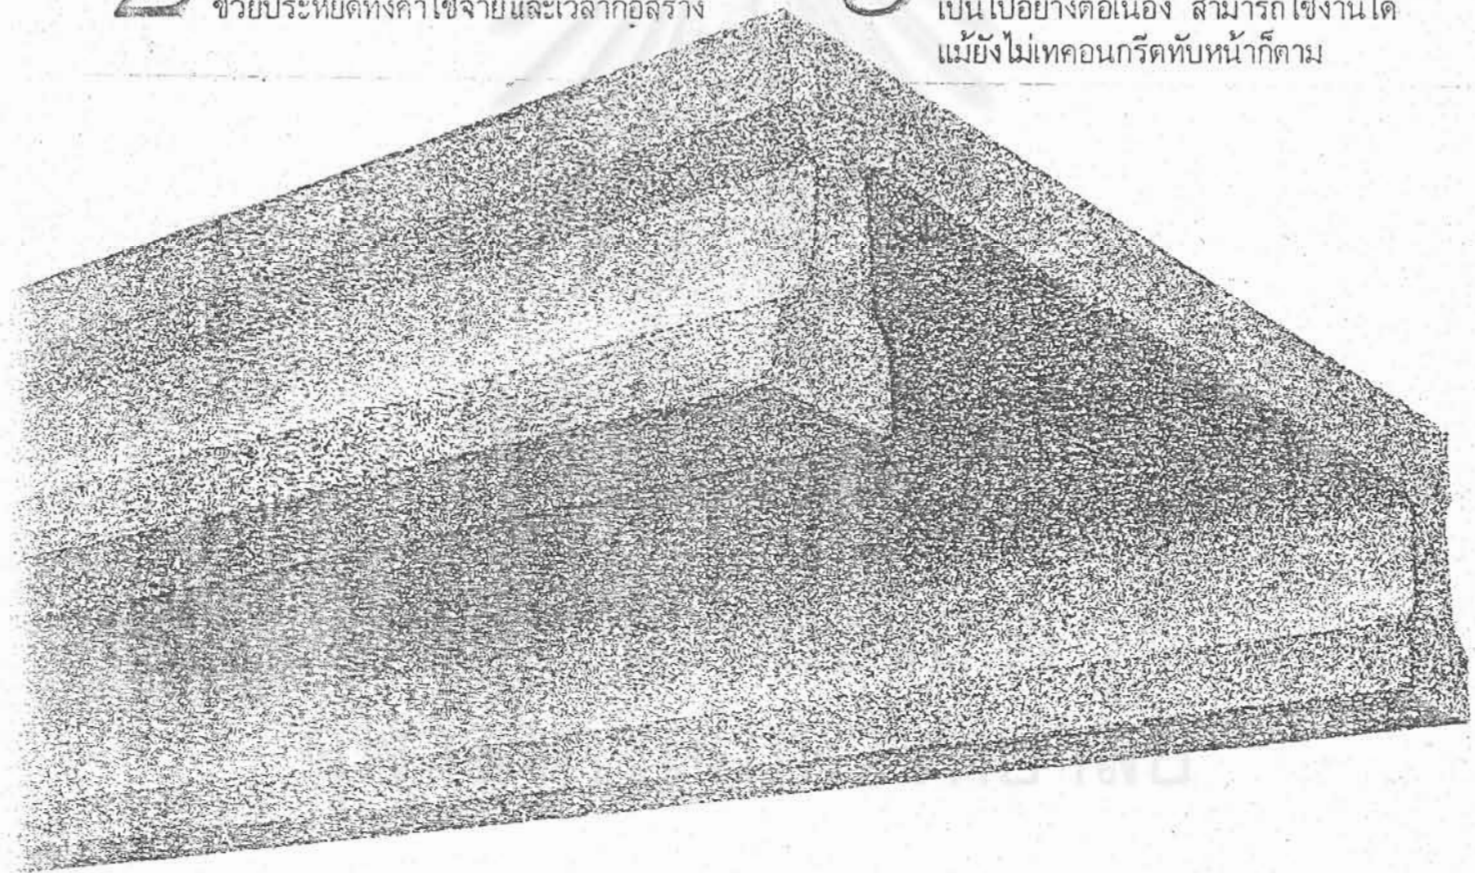 2 ช่วยประหยัดทั้งค่าใช้จ่ายและเวลาก่อสร้าง
เป็นไปอย่างต่อเนื่อง สามารถใช้งานได้
แม้ยังไม่เทคอนกรีตทับหน้าก็ตาม